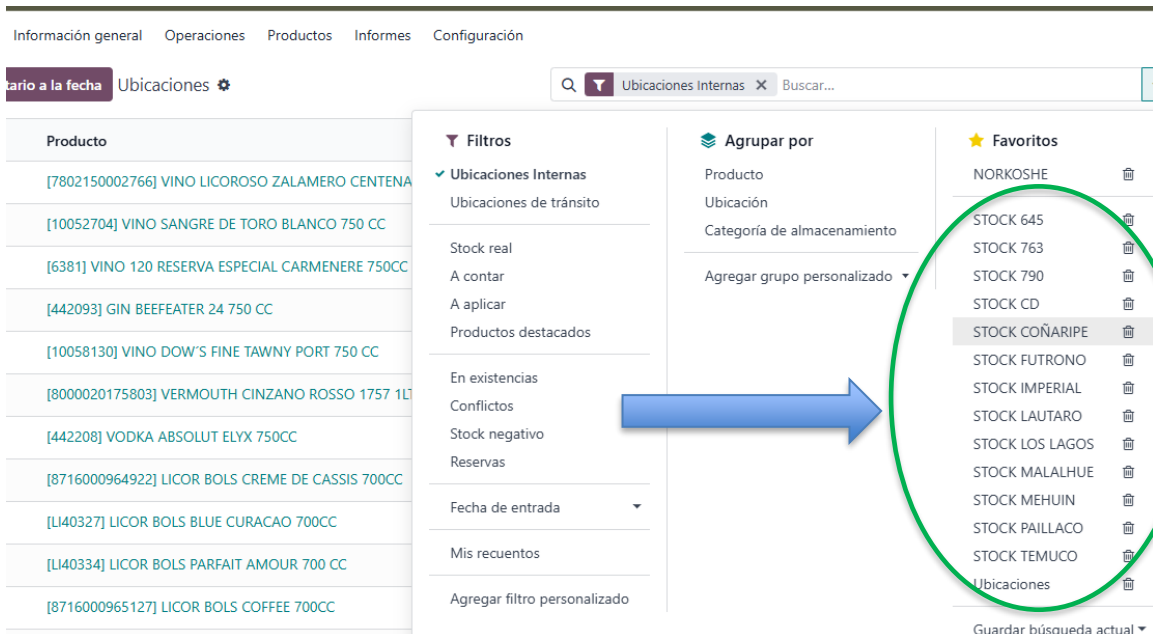 Información general Operaciones Productos Informes Configuración
tario a la fecha Ubicaciones
Ubicaciones Internas Buscar...
Producto
[7802150002766] VINO LICOROSO ZALAMERO CENTENA
[10052704] VINO SANGRE DE TORO BLANCO 750 CC
[6381] VINO 120 RESERVA ESPECIAL CARMENERE 750CC
[442093] GIN BEEFEATER 24 750 CC
[10058130] VINO DOW´S FINE TAWNY PORT 750 CC
[8000020175803] VERMOUTH CINZANO ROSSO 1757 1LT
[442208] VODKA ABSOLUT ELYX 750CC
[8716000964922] LICOR BOLS CREME DE CASSIS 700CC
[LI40327] LICOR BOLS BLUE CURACAO 700CC
[LI40334] LICOR BOLS PARFAIT AMOUR 700 CC
[8716000965127] LICOR BOLS COFFEE 700CC
Filtros
Ubicaciones Internas
Ubicaciones de tránsito
Stock real
A contar
A aplicar
Productos destacados
En existencias
Conflictos
Stock negativo
Reservas
Fecha de entrada
Mis recuentos
Agregar filtro personalizado
Agrupar por
Producto
Ubicación
Categoría de almacenamiento
Agregar grupo personalizado
Favoritos
NORKOSHE
STOCK 645
STOCK 763
STOCK 790
STOCK CD
STOCK COÑARIPE
STOCK FUTRONO
STOCK IMPERIAL
STOCK LAUTARO
STOCK LOS LAGOS
STOCK MALALHUE
STOCK MEHUIN
STOCK PAILLACO
STOCK TEMUCO
Ubicaciones
Guardar búsqueda actual